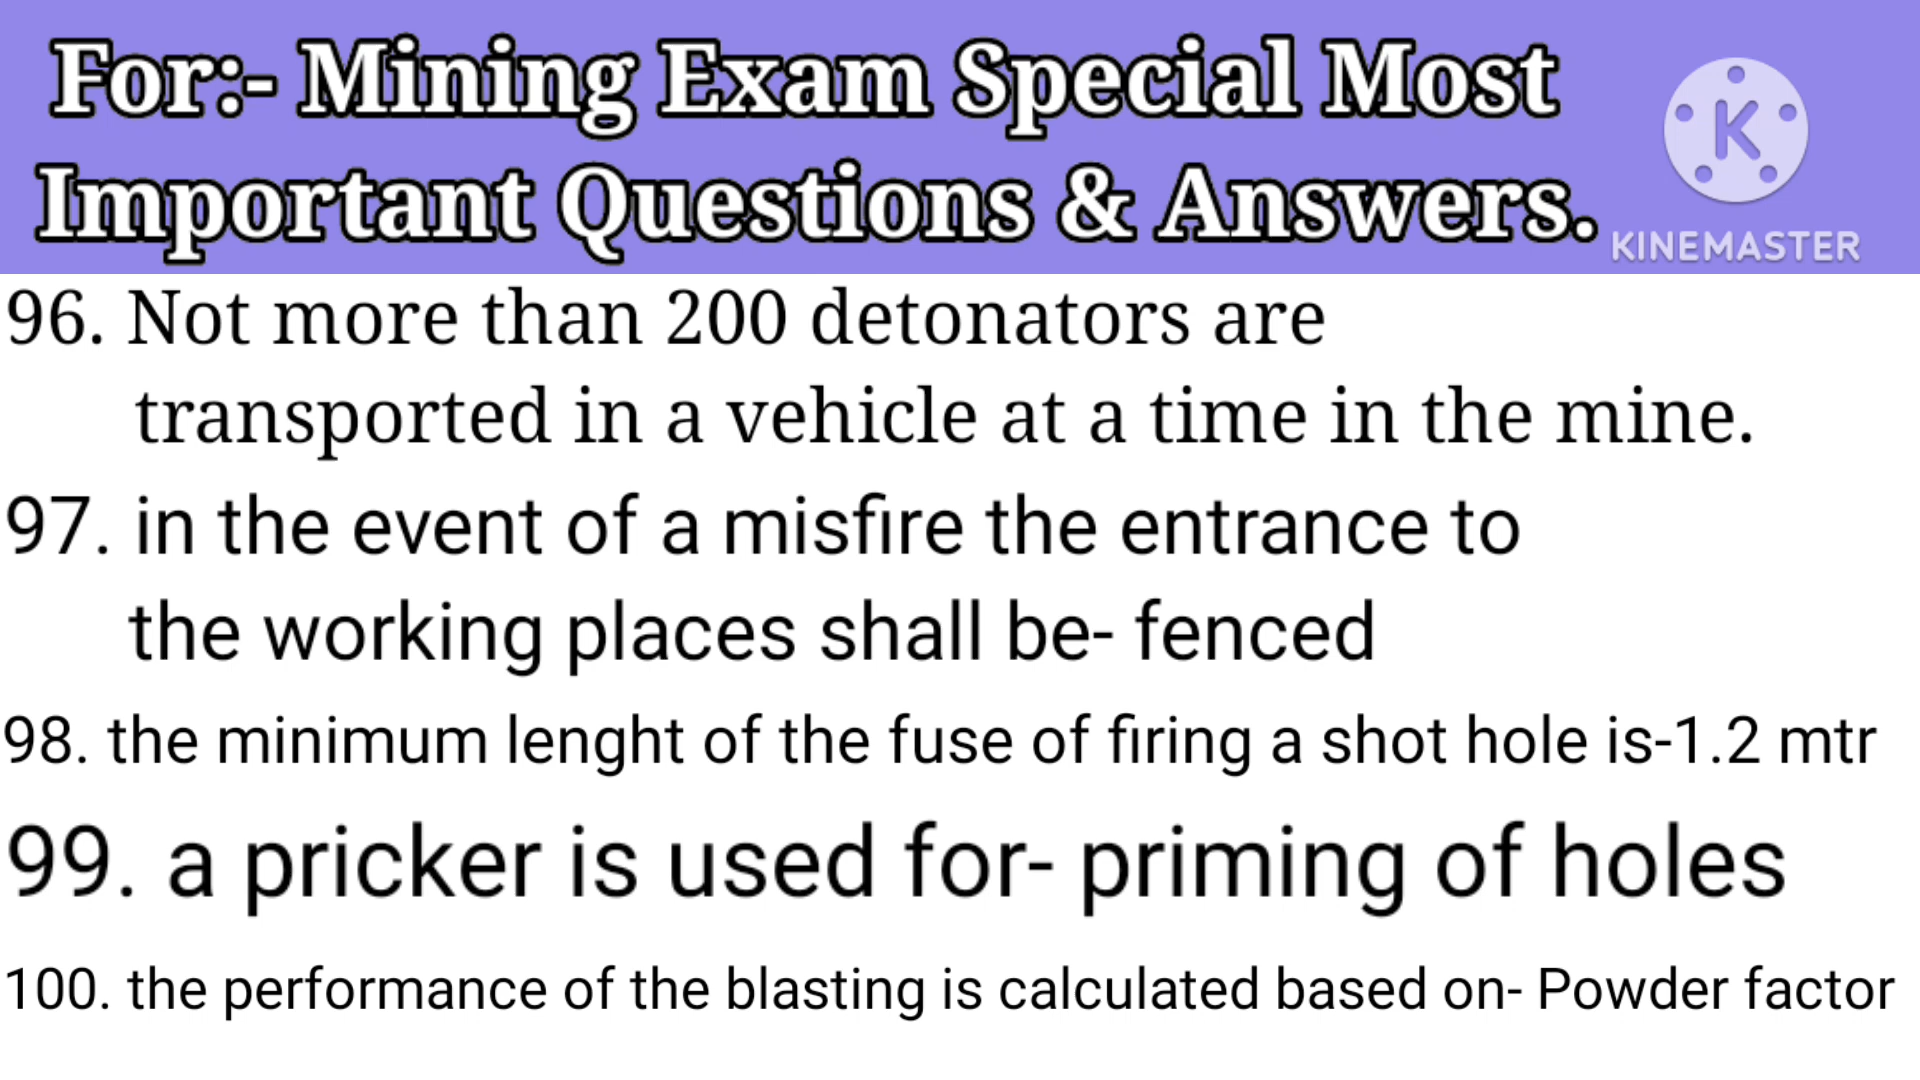 For:- Mining Exam Special Most
Important Questions & Answers.
K
KINEMASTER
96. Not more than 200 detonators are
transported in a vehicle at a time in the mine.
97. in the event of a misfire the entrance to
the working places shall be- fenced
98. the minimum lenght of the fuse of firing a shot hole is-1.2 mtr
99. a pricker is used for- priming of holes
100. the performance of the blasting is calculated based on- Powder factor